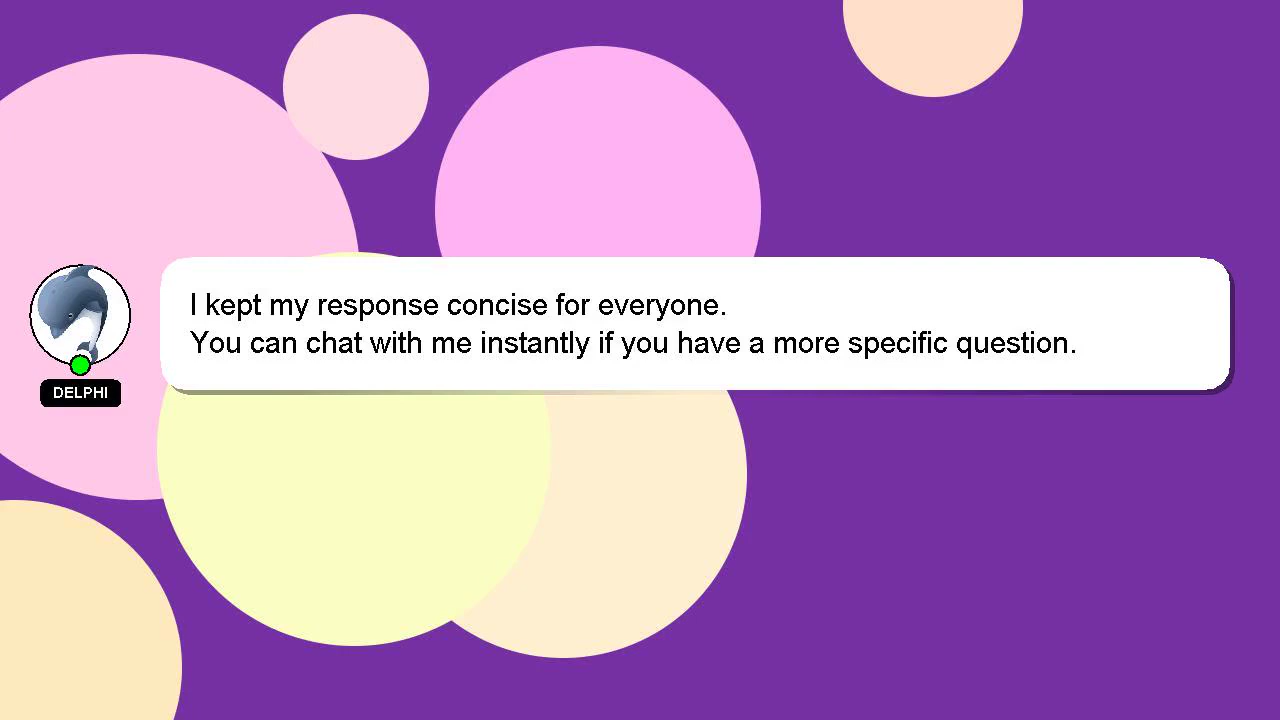 I kept my response concise for everyone.
You can chat with me instantly if you have a more specific question.
DELPHI